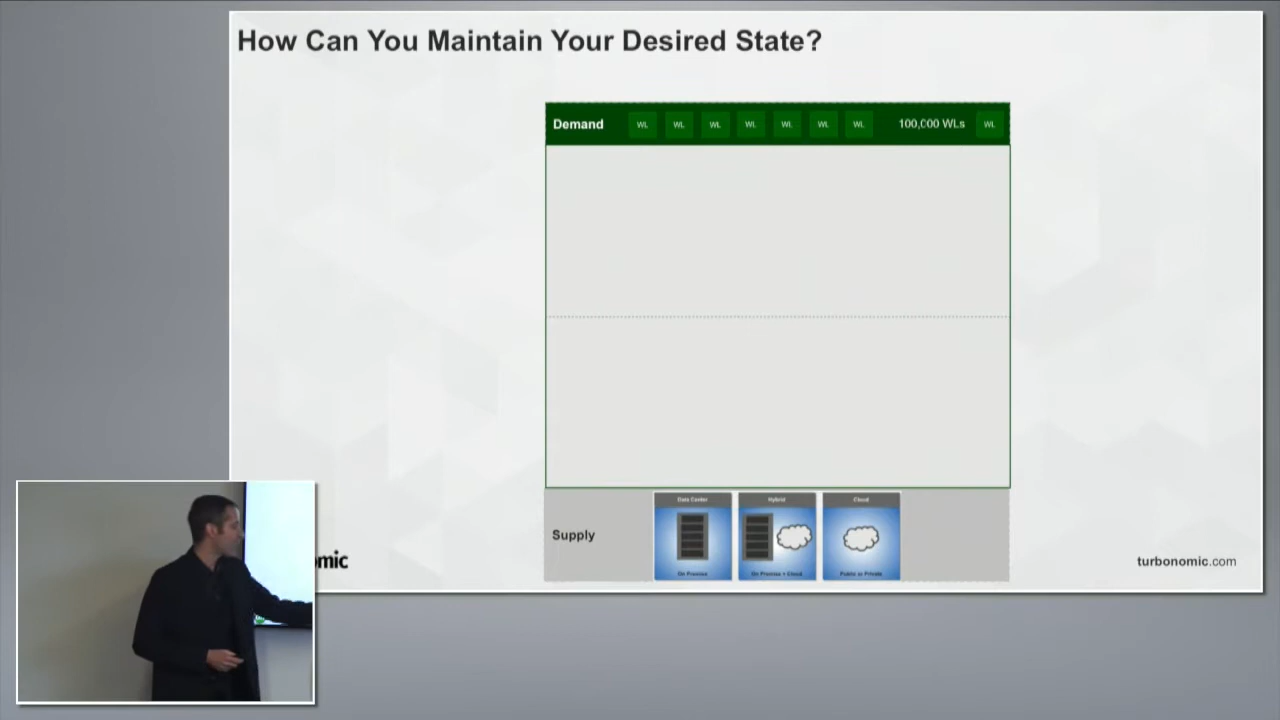 How Can You Maintain Your Desired State?
Demand WL WL WL WL WL WL WL 100,000 WLs WL
Data Center Hybrid Cloud
Supply
On Premise On Premise + Cloud Public or Private
omic
turbonomic.com